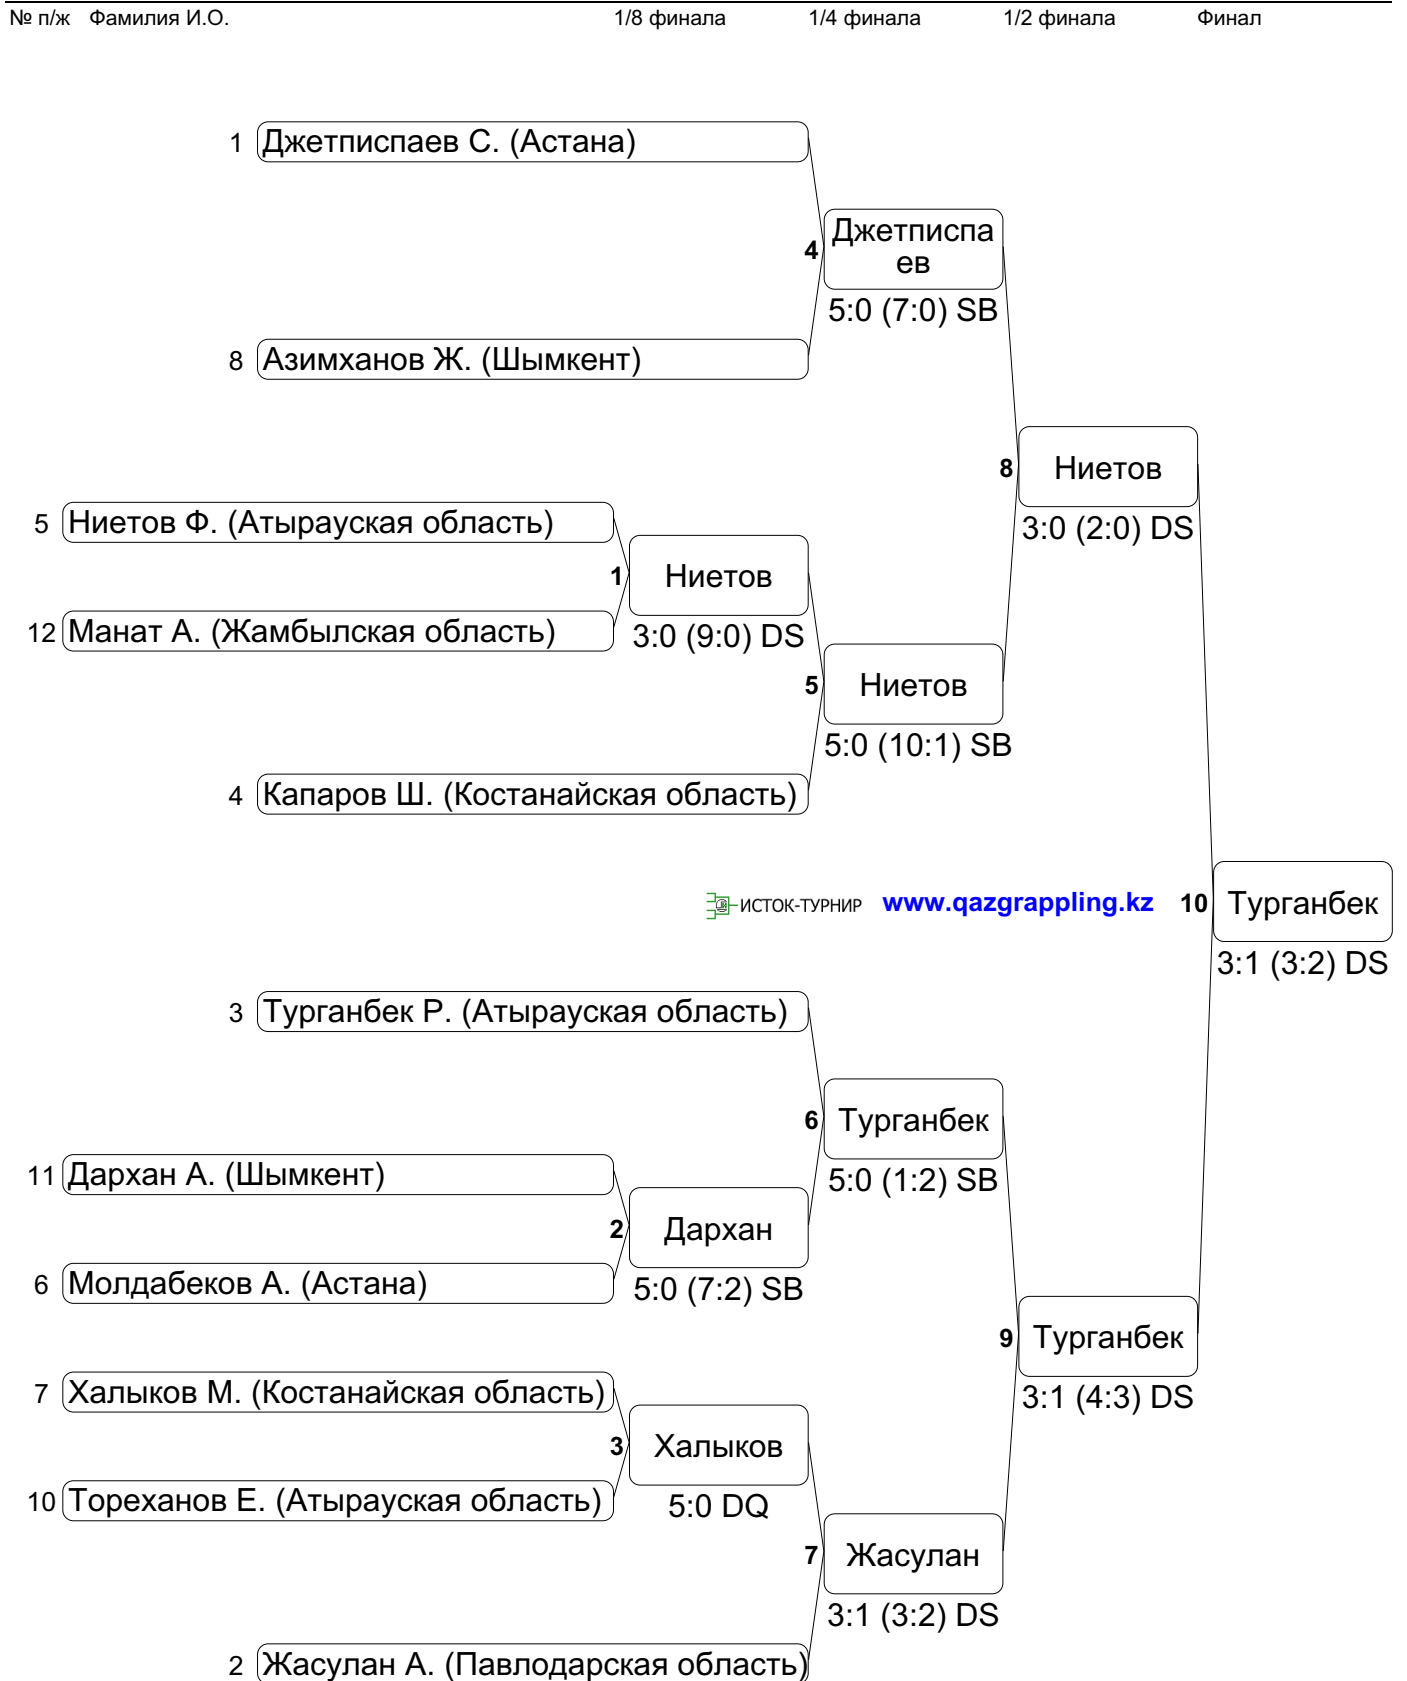 № п/ж Фамилия И.О. 1/8 финала 1/4 финала 1/2 финала Финал
1 Джетписпаев С. (Астана)
4 Джетписпа
ев
5:0 (7:0) SB
8 Азимханов Ж. (Шымкент)
8 Ниетов
3:0 (2:0) DS
5 Ниетов Ф. (Атырауская область)
1 Ниетов
12 Манат А. (Жамбылская область)
3:0 (9:0) DS
5 Ниетов
5:0 (10:1) SB
4 Капаров Ш. (Костанайская область)
ИСТОК-ТУРНИР www.qazgrappling.kz 10 Турганбек
3:1 (3:2) DS
3 Турганбек Р. (Атырауская область)
6 Турганбек
5:0 (1:2) SB
11 Дархан А. (Шымкент)
2 Дархан
6 Молдабеков А. (Астана)
5:0 (7:2) SB
9 Турганбек
3:1 (4:3) DS
7 Халыков М. (Костанайская область)
3 Халыков
10 Тореханов Е. (Атырауская область)
5:0 DQ
7 Жасулан
3:1 (3:2) DS
2 Жасулан А. (Павлодарская область)